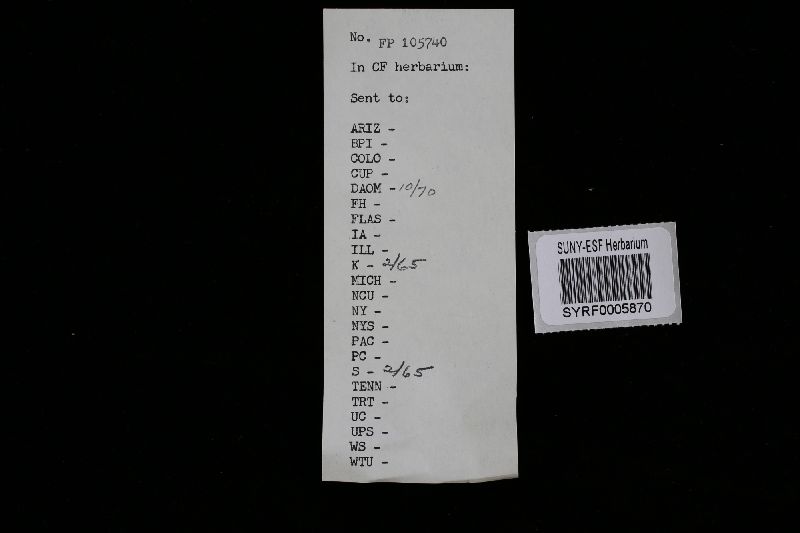 No. FP 105740
In CF herbarium:
Sent to:
ARIZ -
BPI -
COLO -
CUP -
DAOM - 10/70
FH -
FLAS -
IA -
ILL -
K - 2/65
MICH -
NCU -
NY -
NYS -
PAC -
PC -
S - 2/65
TENN -
TRT -
UC -
UPS -
WS -
WTU -
SUNY-ESF Herbarium
SYRF0005870